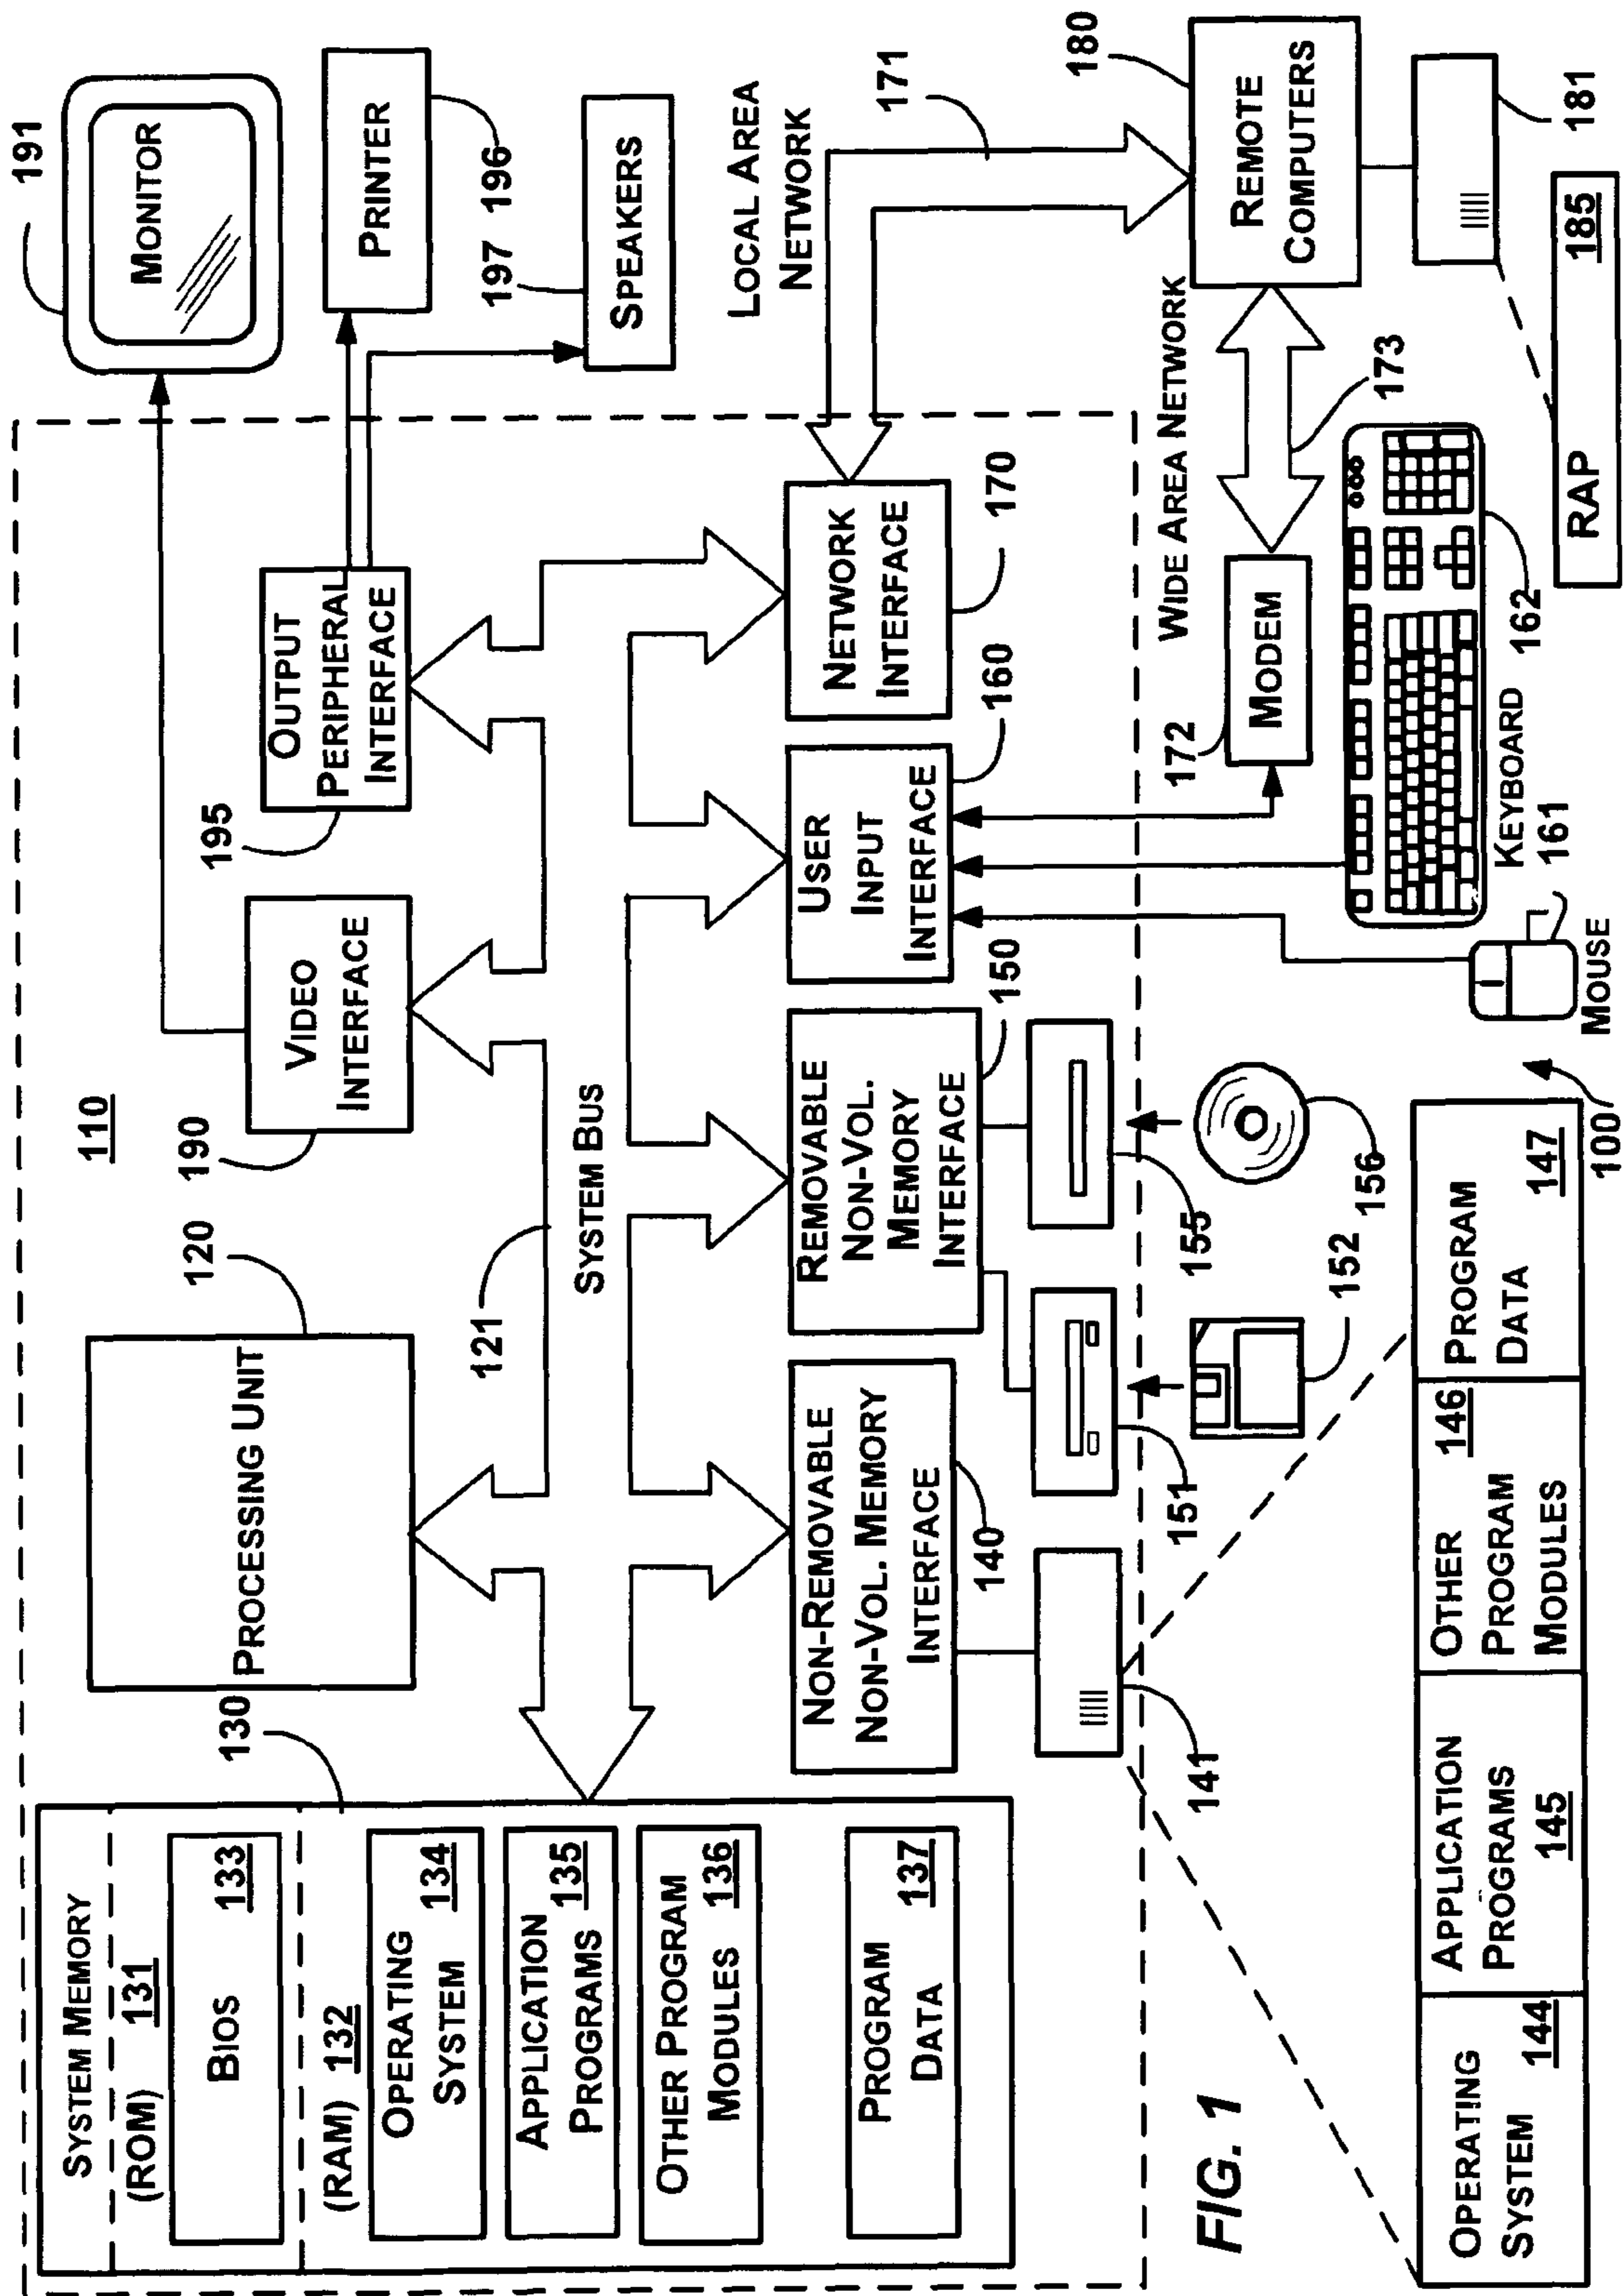 SYSTEM MEMORY
(ROM) 131
BIOS
133
(RAM) 132
OPERATING
SYSTEM
134
APPLICATION
PROGRAMS
135
OTHER PROGRAM
MODULES
136
PROGRAM
DATA
137
130
PROCESSING UNIT
120
110
190
VIDEO
INTERFACE
195
OUTPUT
PERIPHERAL
INTERFACE
191
MONITOR
PRINTER
196
197
SPEAKERS
121
SYSTEM BUS
NON-REMOVABLE
NON-VOL. MEMORY
INTERFACE
140
REMOVABLE
NON-VOL.
MEMORY
INTERFACE
150
USER
INPUT
INTERFACE
160
NETWORK
INTERFACE
170
LOCAL AREA
NETWORK
171
141
151
155
152
156
WIDE AREA NETWORK
172
MODEM
173
180
REMOTE
COMPUTERS
181
KEYBOARD
161
162
MOUSE
RAP
185
FIG. 1
OPERATING
SYSTEM
144
APPLICATION
PROGRAMS
145
OTHER
PROGRAM
MODULES
146
PROGRAM
DATA
147
100